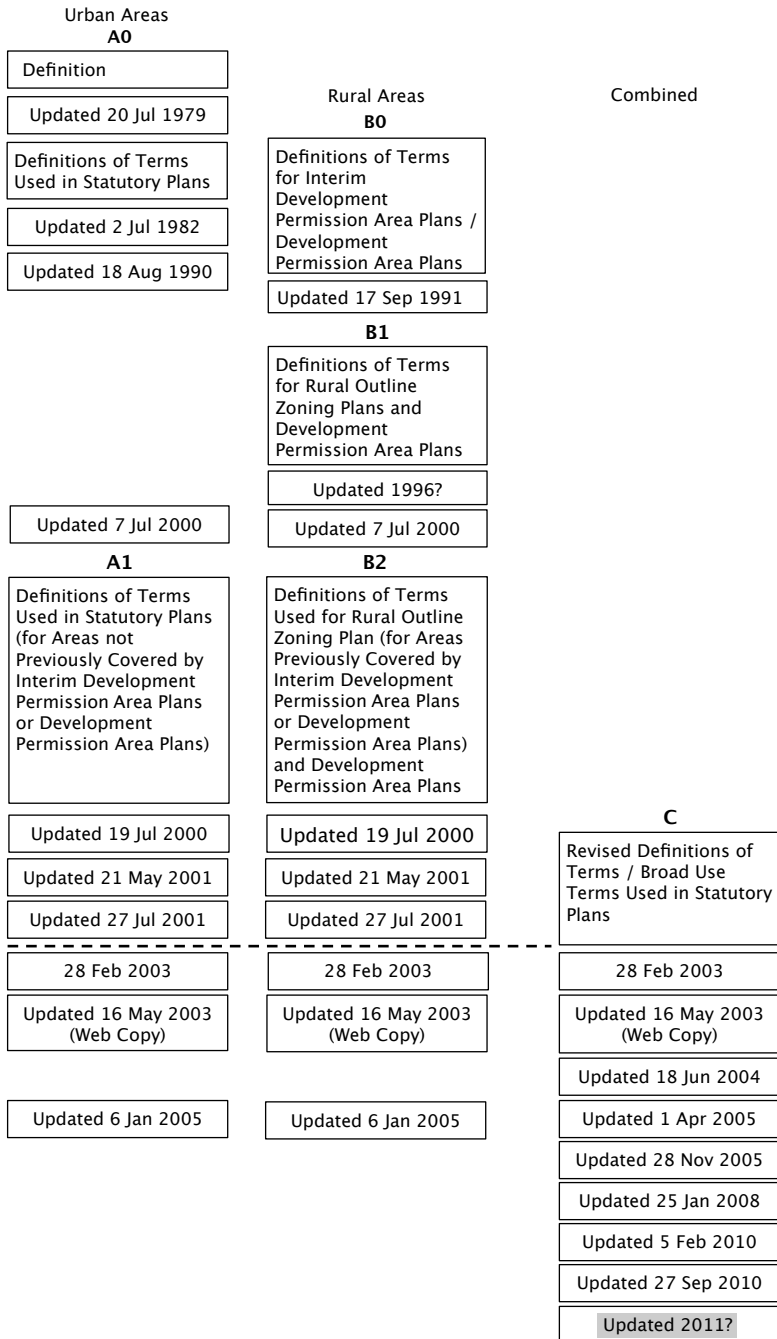 Urban Areas
A0
Definition
Updated 20 Jul 1979
Definitions of Terms
Used in Statutory Plans
Updated 2 Jul 1982
Updated 18 Aug 1990
Updated 7 Jul 2000
A1
Definitions of Terms
Used in Statutory Plans
(for Areas not
Previously Covered by
Interim Development
Permission Area Plans
or Development
Permission Area Plans)
Updated 19 Jul 2000
Updated 21 May 2001
Updated 27 Jul 2001
28 Feb 2003
Updated 16 May 2003
(Web Copy)
Updated 6 Jan 2005
Rural Areas
B0
Definitions of Terms
for Interim
Development
Permission Area Plans /
Development
Permission Area Plans
Updated 17 Sep 1991
B1
Definitions of Terms
for Rural Outline
Zoning Plans and
Development
Permission Area Plans
Updated 1996?
Updated 7 Jul 2000
B2
Definitions of Terms
Used for Rural Outline
Zoning Plan (for Areas
Previously Covered by
Interim Development
Permission Area Plans
or Development
Permission Area Plans)
and Development
Permission Area Plans
Updated 19 Jul 2000
Updated 21 May 2001
Updated 27 Jul 2001
28 Feb 2003
Updated 16 May 2003
(Web Copy)
Updated 6 Jan 2005
Combined
C
Revised Definitions of
Terms / Broad Use
Terms Used in Statutory
Plans
28 Feb 2003
Updated 16 May 2003
(Web Copy)
Updated 18 Jun 2004
Updated 1 Apr 2005
Updated 28 Nov 2005
Updated 25 Jan 2008
Updated 5 Feb 2010
Updated 27 Sep 2010
Updated 2011?